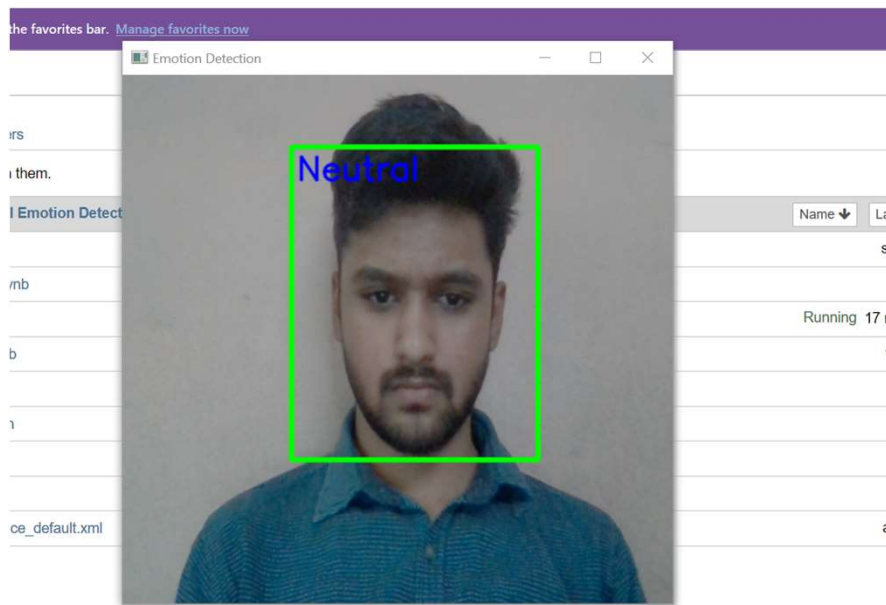 the favorites bar. Manage favorites now
Emotion Detection
ers
them.
Neutral
l Emotion Detect
Name
La
s
ynb
Running 17
b
ce_default.xml
a